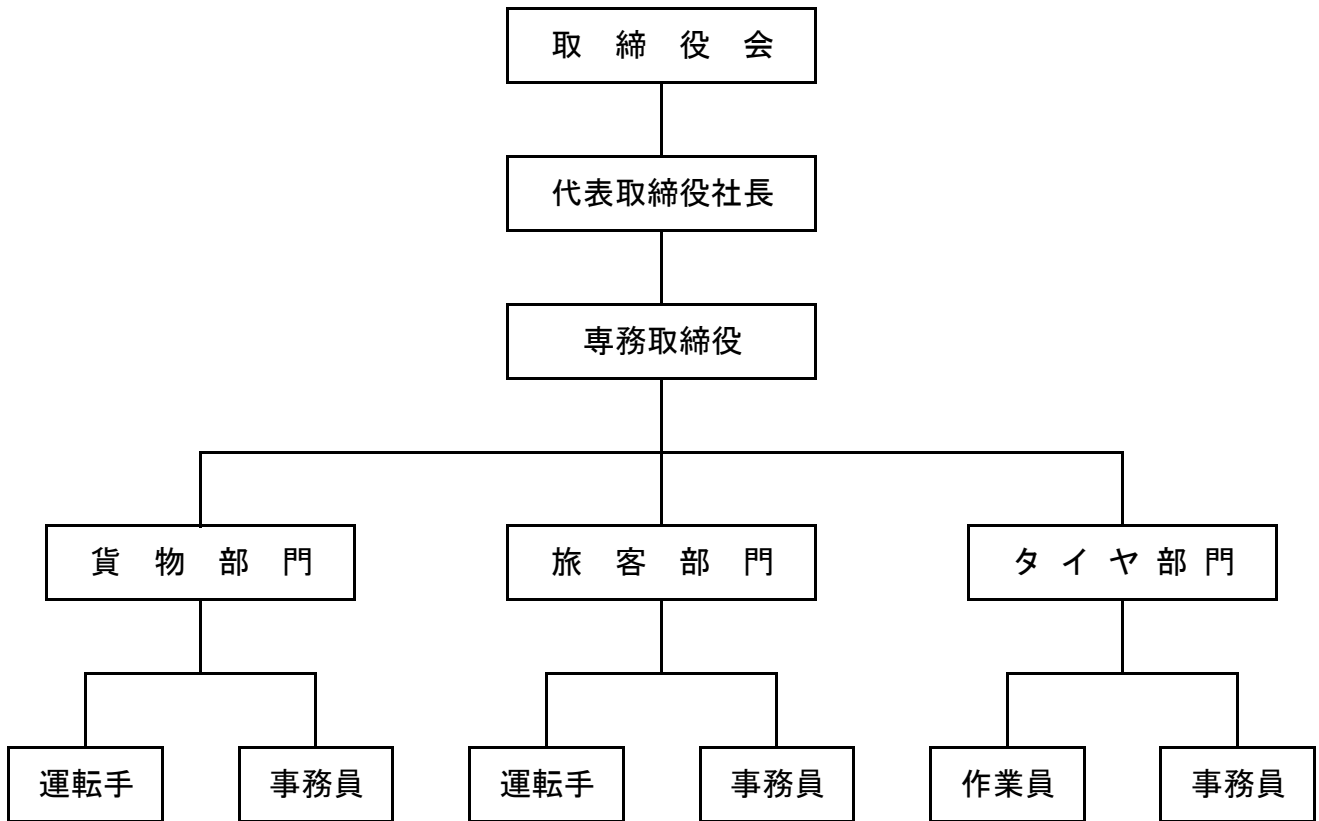 取締役会
代表取締役社長
専務取締役
貨物部門
旅客部門
タイヤ部門
運転手
事務員
運転手
事務員
作業員
事務員